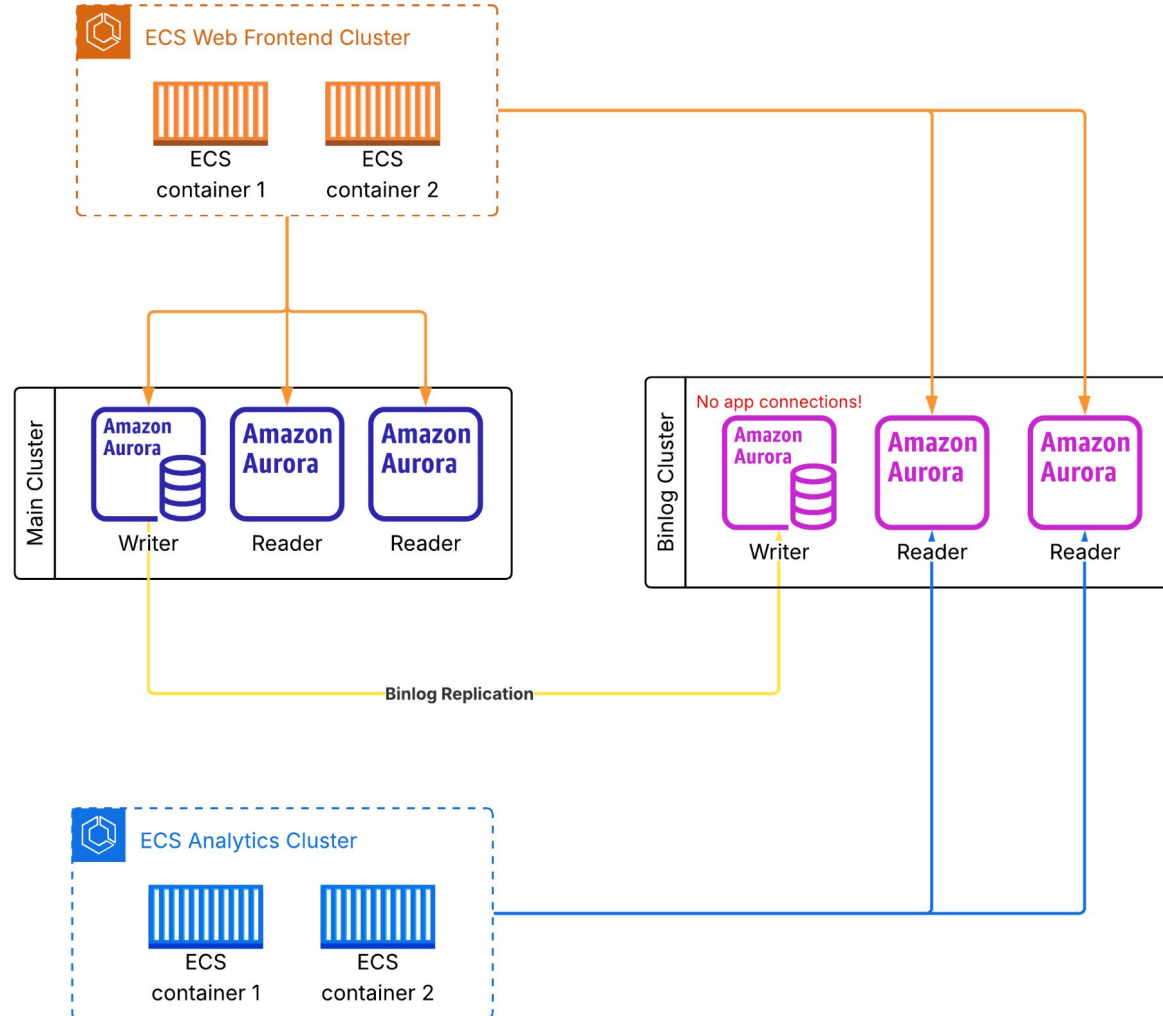 ECS Web Frontend Cluster
ECS
container 1
ECS
container 2
Main Cluster
Amazon
Aurora
Writer
Amazon
Aurora
Reader
Amazon
Aurora
Reader
Binlog Cluster
No app connections!
Amazon
Aurora
Writer
Amazon
Aurora
Reader
Amazon
Aurora
Reader
Binlog Replication
ECS Analytics Cluster
ECS
container 1
ECS
container 2